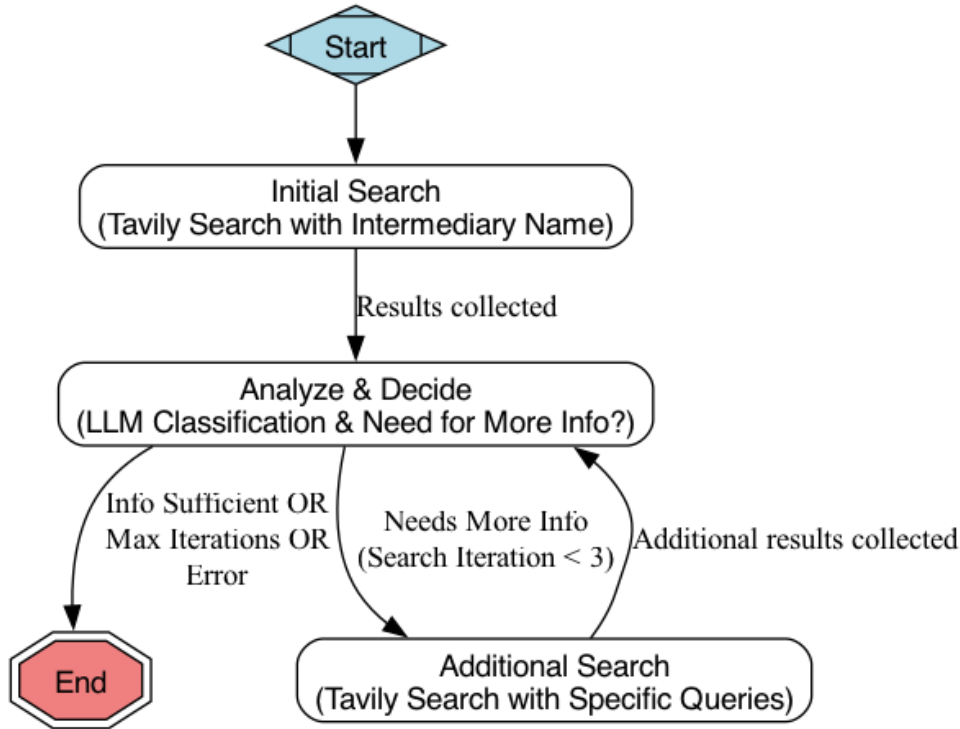 Start
Initial Search
(Tavily Search with Intermediary Name)
Results collected
Analyze & Decide
(LLM Classification & Need for More Info?)
Info Sufficient OR
Max Iterations OR
Error
Needs More Info
(Search Iteration < 3)
Additional results collected
End
Additional Search
(Tavily Search with Specific Queries)